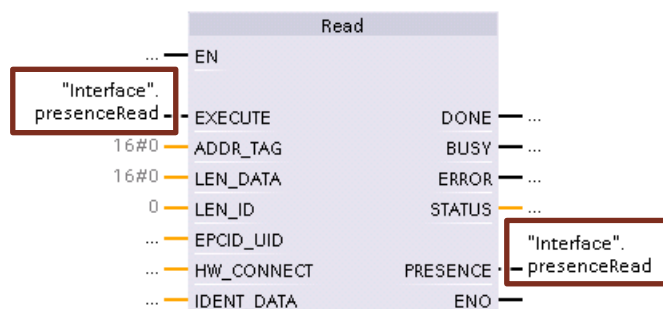 Read
... EN
"Interface".
presenceRead EXECUTE DONE ...
16#0 ADDR_TAG BUSY ...
16#0 LEN_DATA ERROR ...
0 LEN_ID STATUS ...
... EPCID_UID
"Interface".
... HW_CONNECT PRESENCE presenceRead
... IDENT_DATA ENO